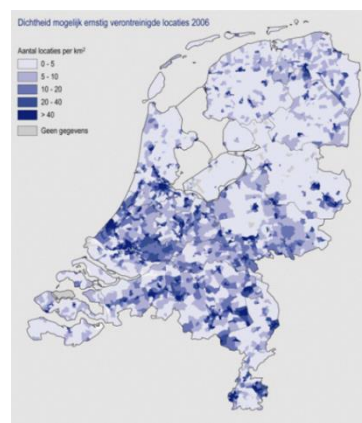 Dichtheid mogelijk ernstig verontreinigde locaties 2006
Aantal locaties per km²
0 - 5
5 - 10
10 - 20
20 - 40
> 40
Geen gegevens